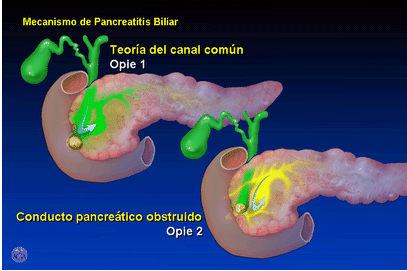 Mecanismo de Pancreatitis Biliar
Teoría del canal común
Opie 1
Conducto pancreático obstruido
Opie 2